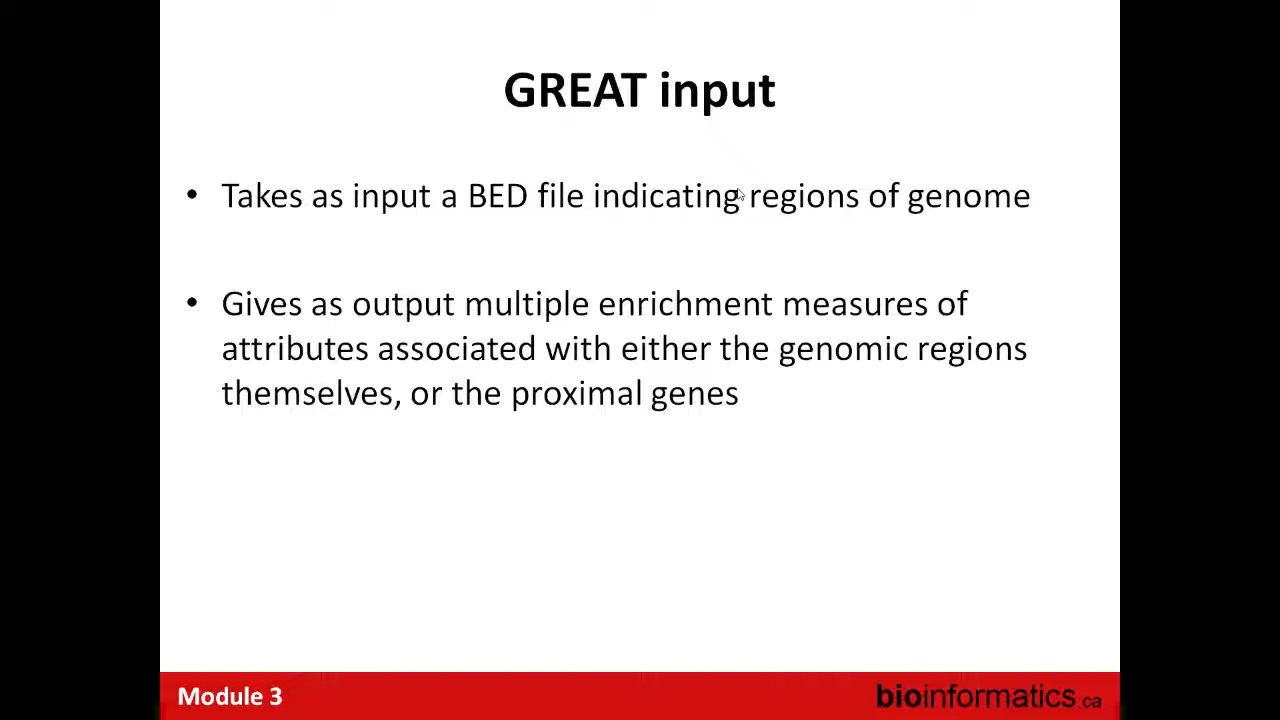 GREAT input
• Takes as input a BED file indicating regions of genome
• Gives as output multiple enrichment measures of
attributes associated with either the genomic regions
themselves, or the proximal genes
Module 3
bioinformatics.ca